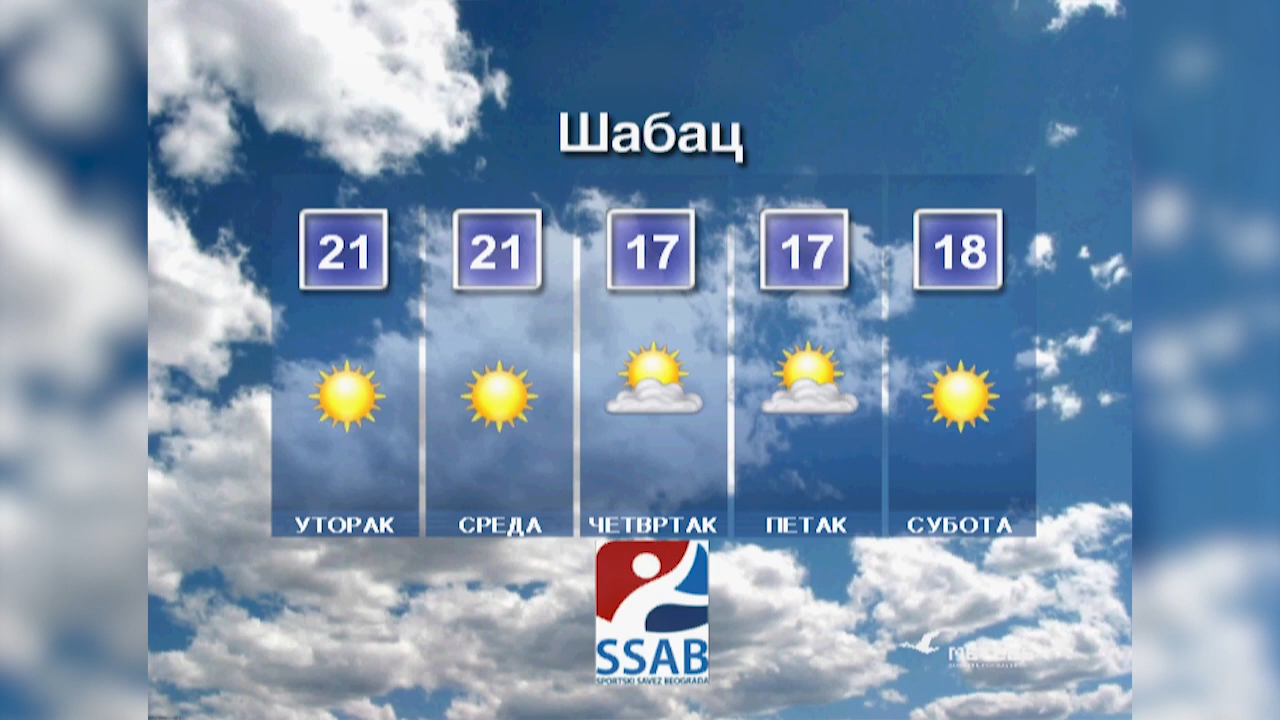 Шабац
21 21 17 17 18
УТОРАК СРЕДА ЧЕТВРТАК ПЕТАК СУБОТА
SSAB
SPORTSKI SAVEZ BEOGRADA